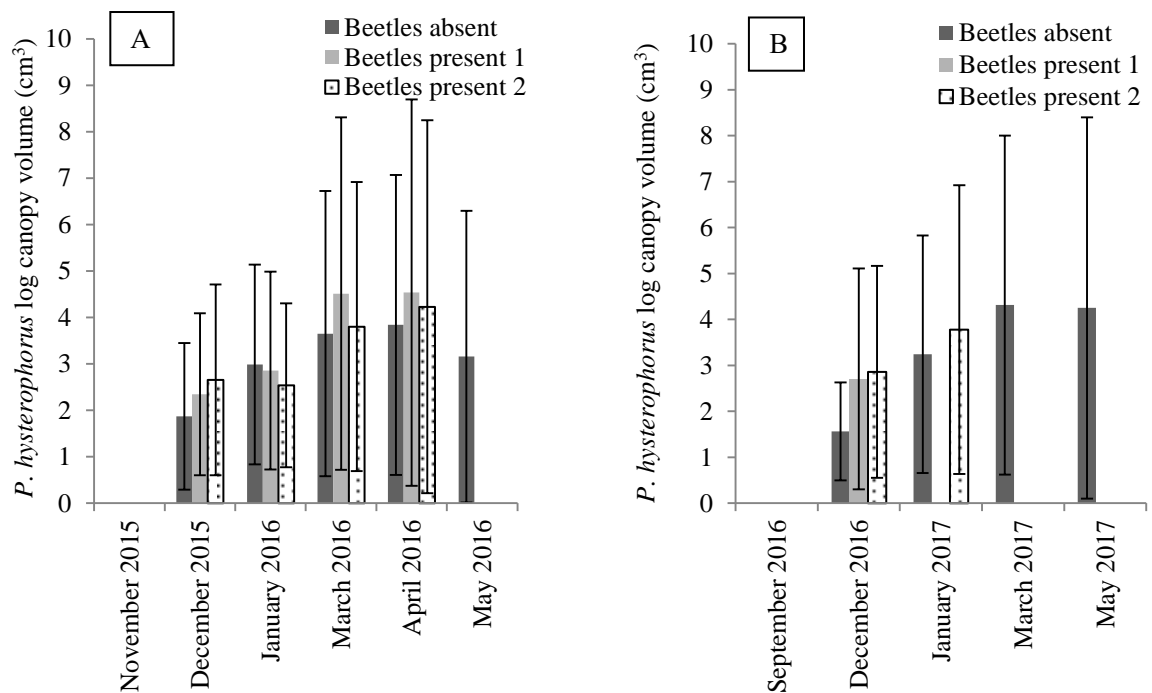 A
P. hysterophorus log canopy volume (cm³)
10
9
8
7
6
5
4
3
2
1
0
Beetles absent
Beetles present 1
Beetles present 2
November 2015
December 2015
January 2016
March 2016
April 2016
May 2016
B
P. hysterophorus log canopy volume (cm³)
10
9
8
7
6
5
4
3
2
1
0
Beetles absent
Beetles present 1
Beetles present 2
September 2016
December 2016
January 2017
March 2017
May 2017